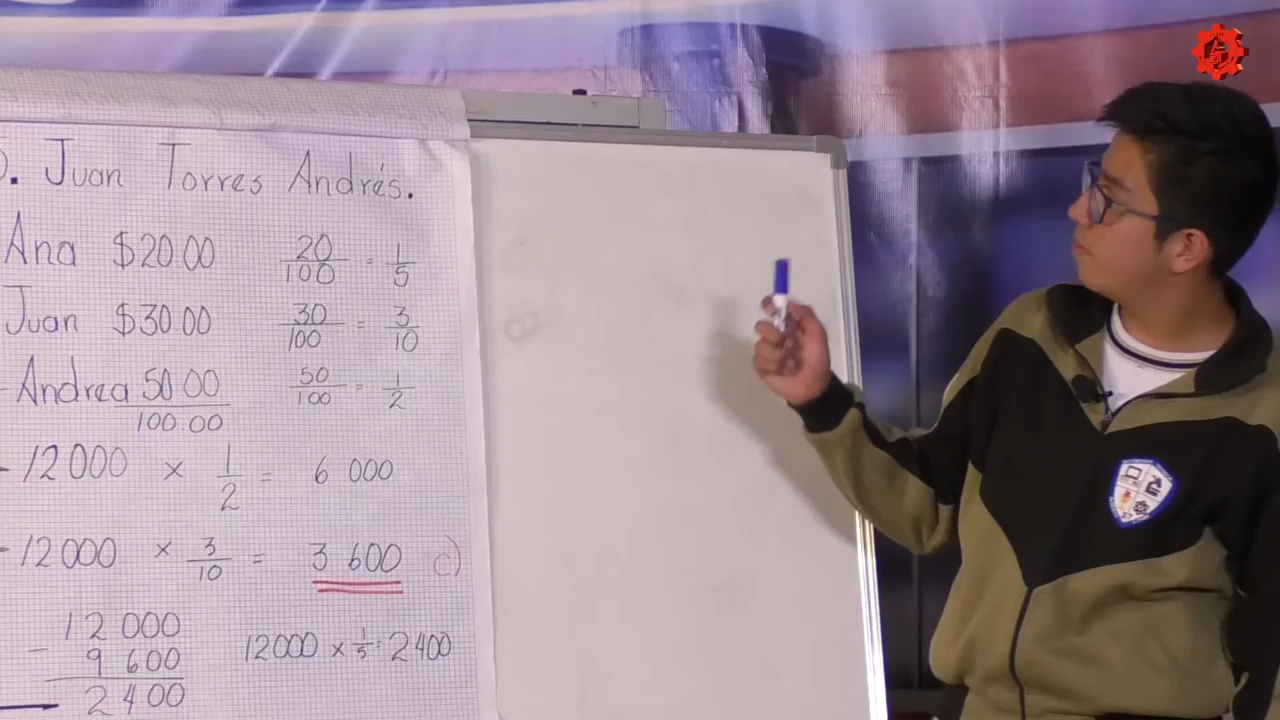 ). Juan Torres Andrés.
Ana $20.00 20/100 = 1/5
Juan $30.00 30/100 = 3/10
- Andrea 50.00 50/100 = 1/2
100.00
- 12 000 × 1/2 = 6 000
- 12 000 × 3/10 = 3 600 c)
12 000
- 9 600 12000 × 1/5 = 2 400
2 400